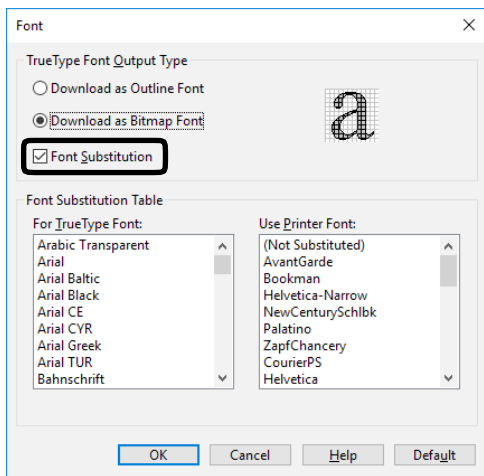 Font
TrueType Font Output Type
Download as Outline Font
Download as Bitmap Font
a
Font Substitution
Font Substitution Table
For TrueType Font:
Arabic Transparent
Arial
Arial Baltic
Arial Black
Arial CE
Arial CYR
Arial Greek
Arial TUR
Bahnschrift
Use Printer Font:
(Not Substituted)
AvantGarde
Bookman
Helvetica-Narrow
NewCenturySchlbk
Palatino
ZapfChancery
CourierPS
Helvetica
OK
Cancel
Help
Default